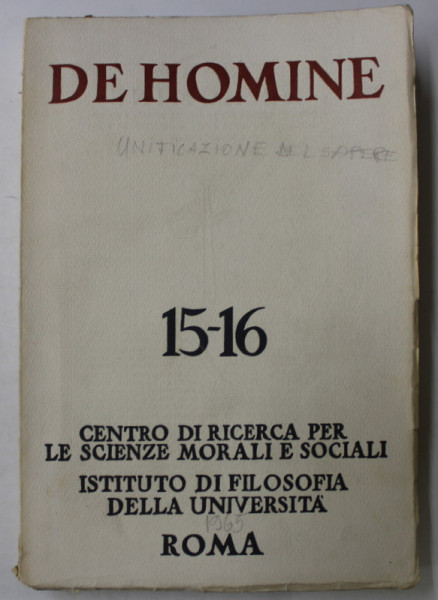 DE HOMINE
UNIFICAZIONE DEL SAPERE
15-16
CENTRO DI RICERCA PER
LE SCIENZE MORALI E SOCIALI
ISTITUTO DI FILOSOFIA
DELLA UNIVERSITÀ
1965
ROMA